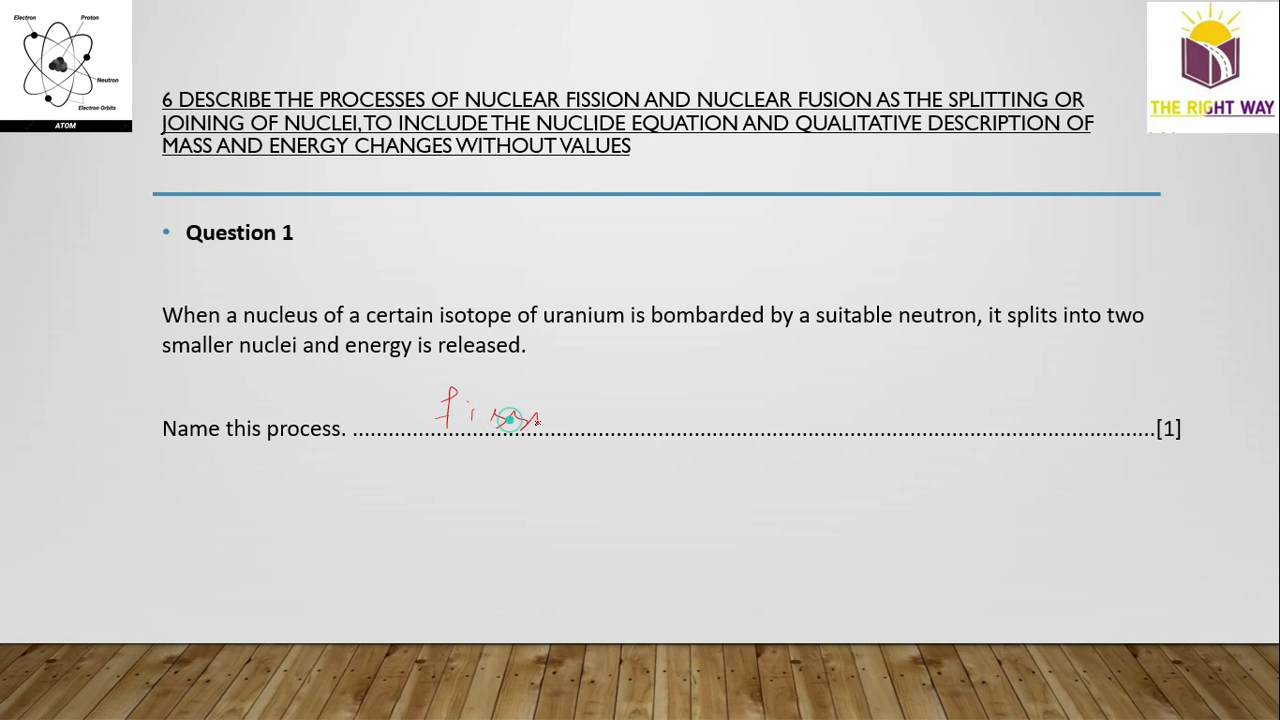 Electron
Proton
Neutron
Electron Orbits
ATOM
THE RIGHT WAY
6 DESCRIBE THE PROCESSES OF NUCLEAR FISSION AND NUCLEAR FUSION AS THE SPLITTING OR
JOINING OF NUCLEI, TO INCLUDE THE NUCLIDE EQUATION AND QUALITATIVE DESCRIPTION OF
MASS AND ENERGY CHANGES WITHOUT VALUES
• Question 1
When a nucleus of a certain isotope of uranium is bombarded by a suitable neutron, it splits into two
smaller nuclei and energy is released.
Name this process. ..........................................................................................................................................[1]